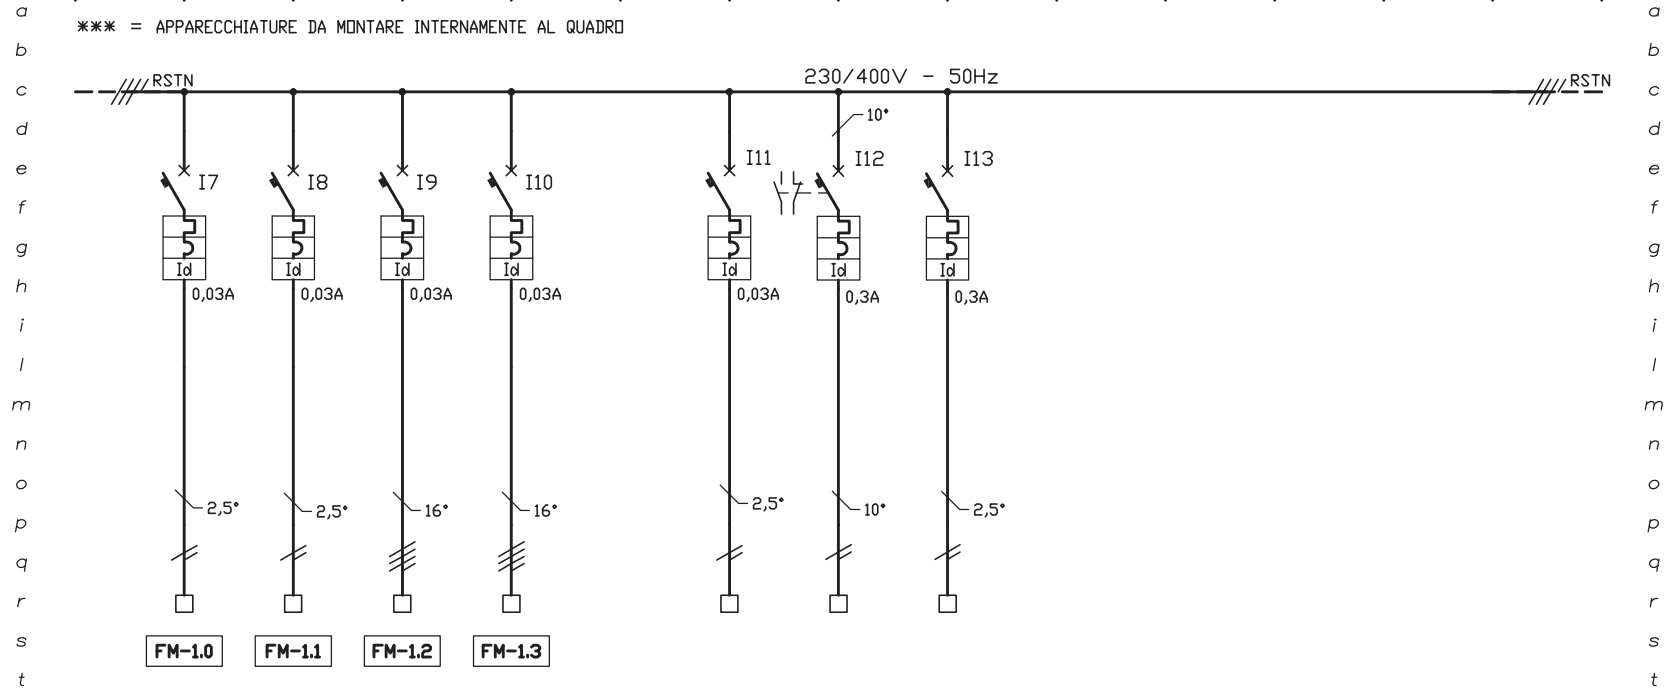 *** = APPARECCHIATURE DA MONTARE INTERNAMENTE AL QUADRO
230/400V - 50Hz
RSTN RSTN
10°
I7 I8 I9 I10 I11 I12 I13
Id Id Id Id Id Id Id
0,03A 0,03A 0,03A 0,03A 0,03A 0,3A 0,3A
2,5° 2,5° 16° 16° 2,5° 10° 2,5°
FM-1.0 FM-1.1 FM-1.2 FM-1.3
a a
b b
c c
d d
e e
f f
g g
h h
i i
l l
m m
n n
o o
p p
q q
r r
s s
t t